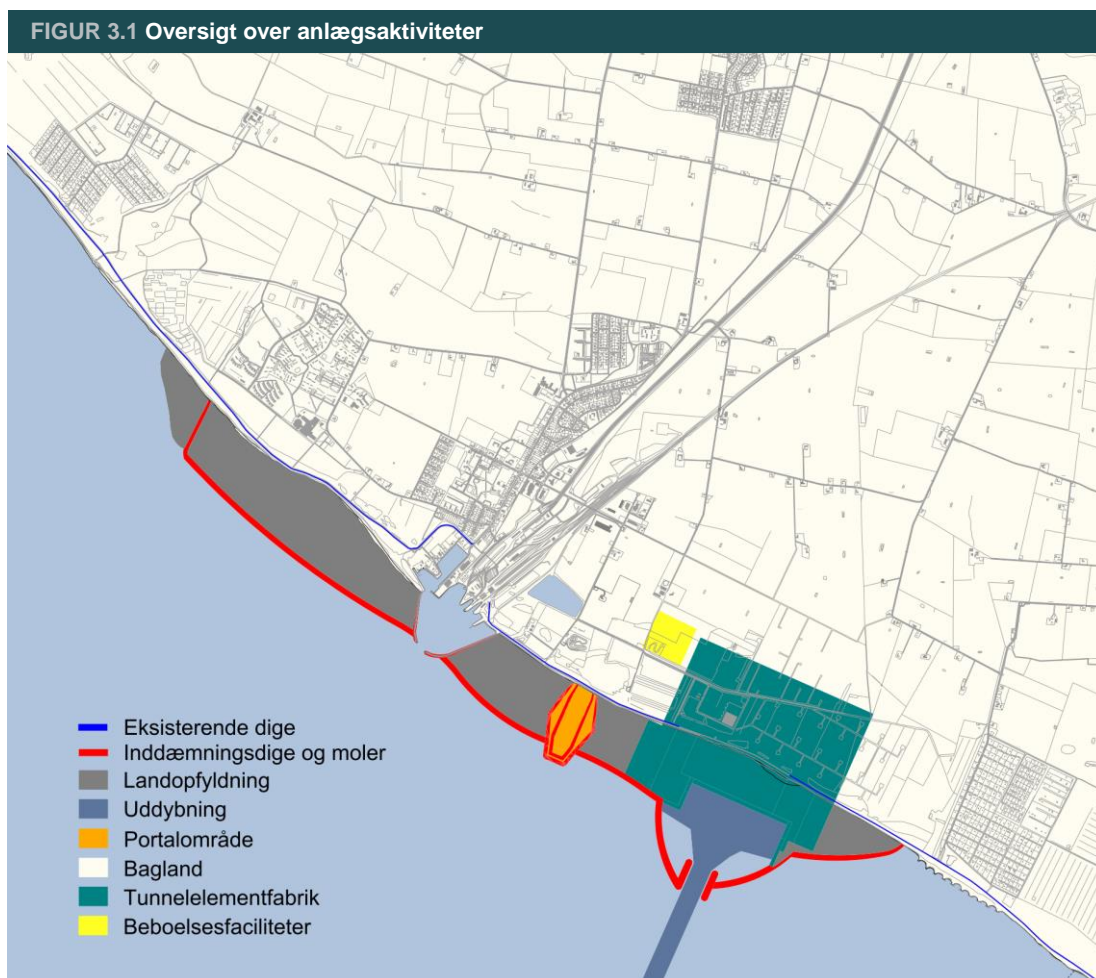 FIGUR 3.1 Oversigt over anlægsaktiviteter
Eksisterende dige
Inddæmningsdige og moler
Landopfyldning
Uddybning
Portalområde
Bagland
Tunnelelementfabrik
Beboelsesfaciliteter